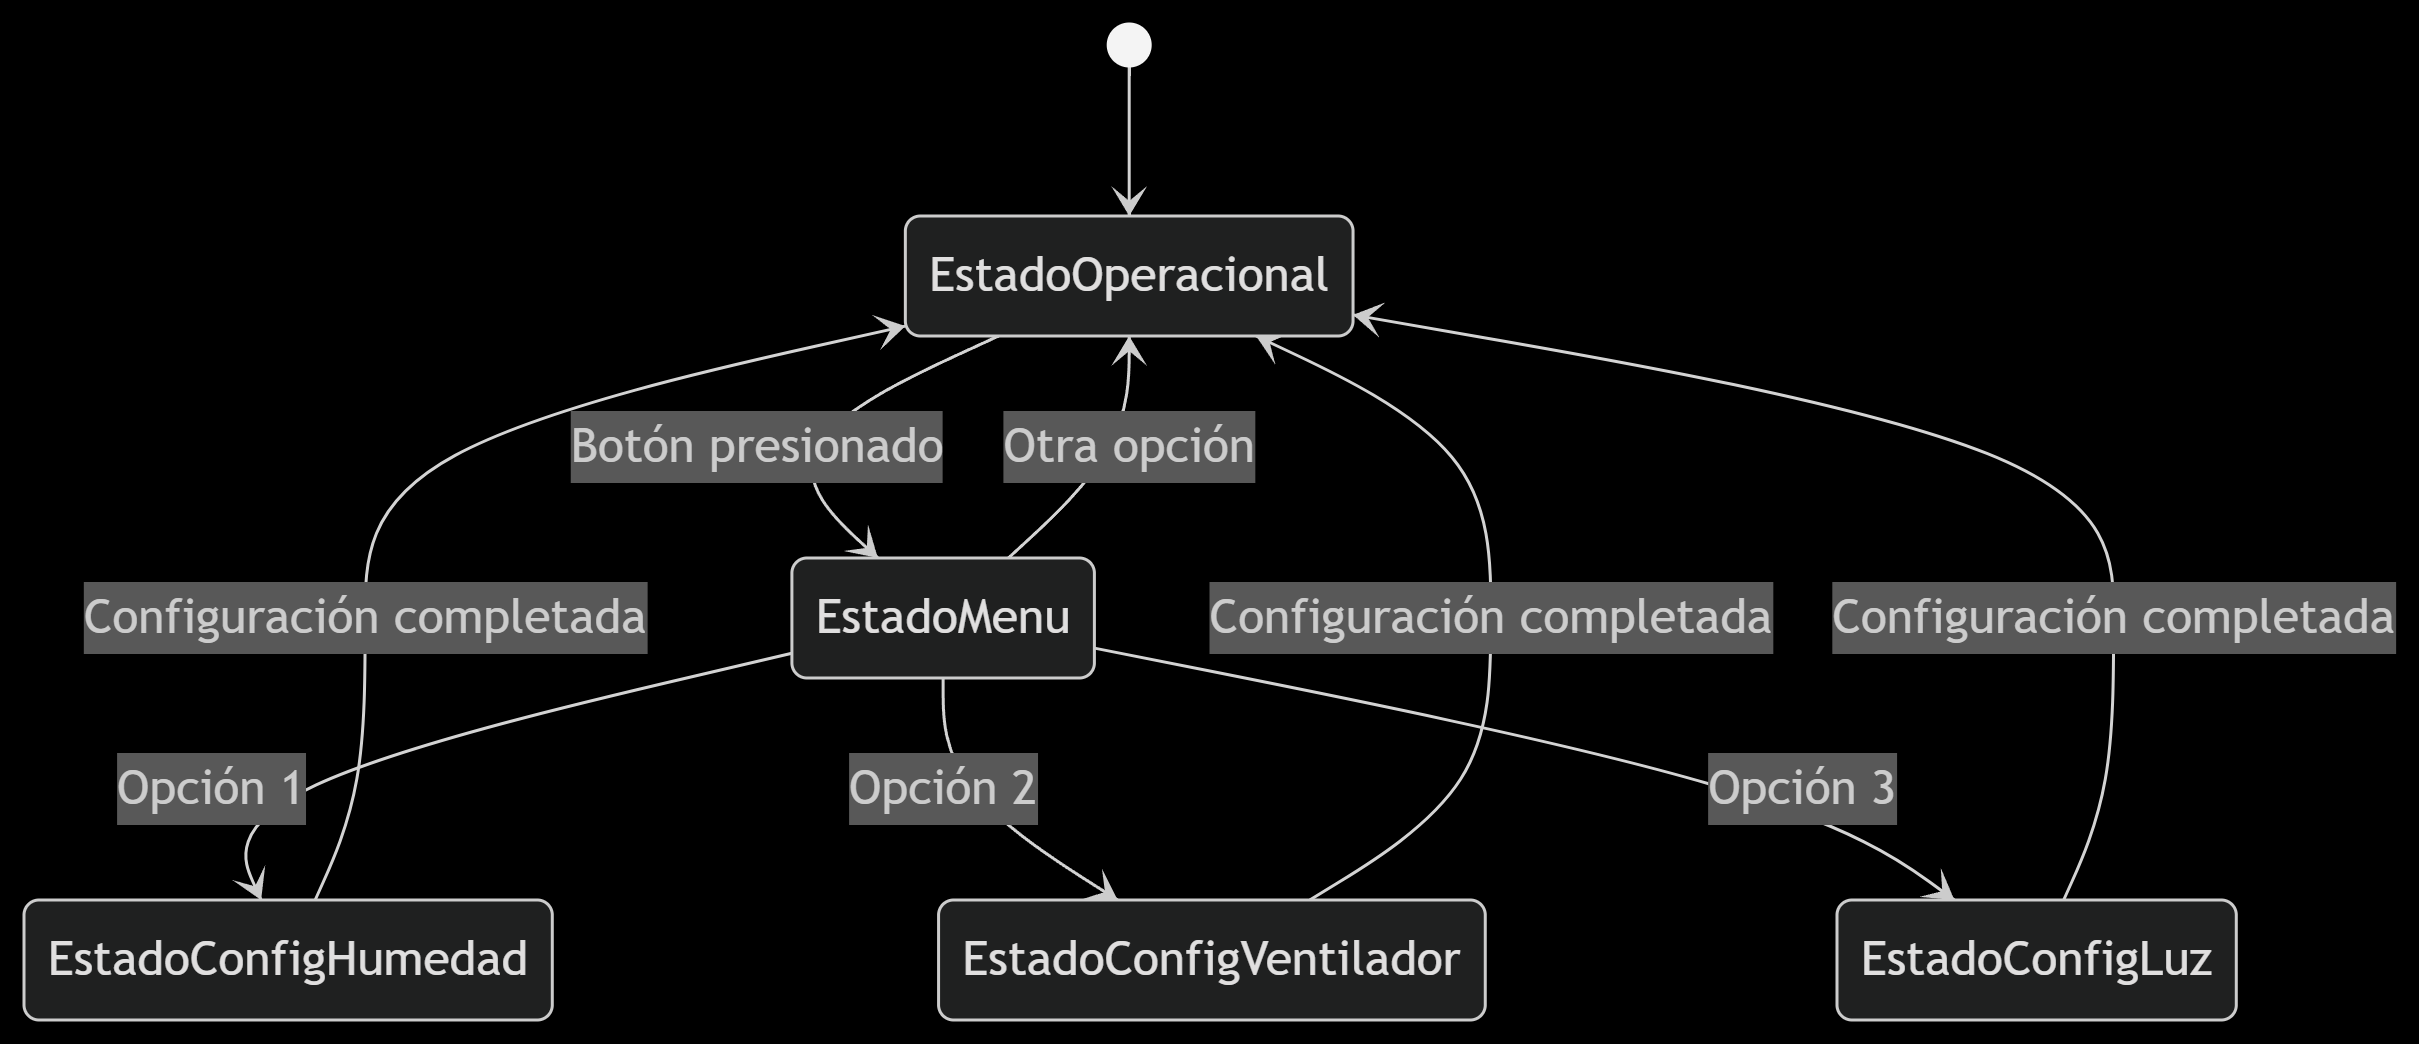 EstadoOperacional
Botón presionado
Otra opción
Configuración completada
EstadoMenu
Configuración completada
Configuración completada
Opción 1
Opción 2
Opción 3
EstadoConfigHumedad
EstadoConfigVentilador
EstadoConfigLuz